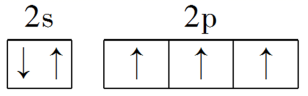 2s 2p
↓ ↑ ↑ ↑ ↑